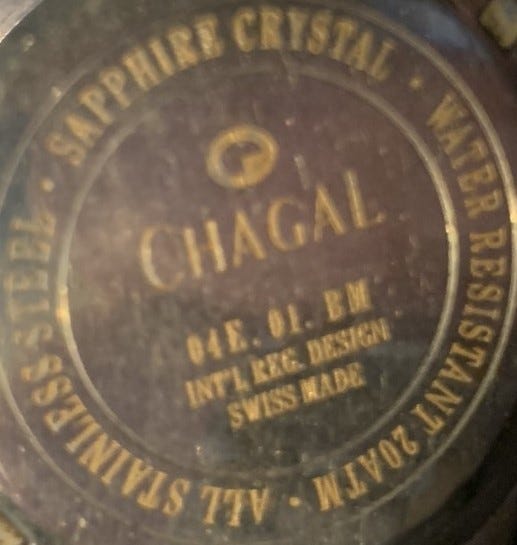 SAPPHIRE CRYSTAL · WATER RESISTANT 20ATM · ALL STAINLESS STEEL ·
CHAGAL
04E. 01. BM
INT'L REG. DESIGN
SWISS MADE